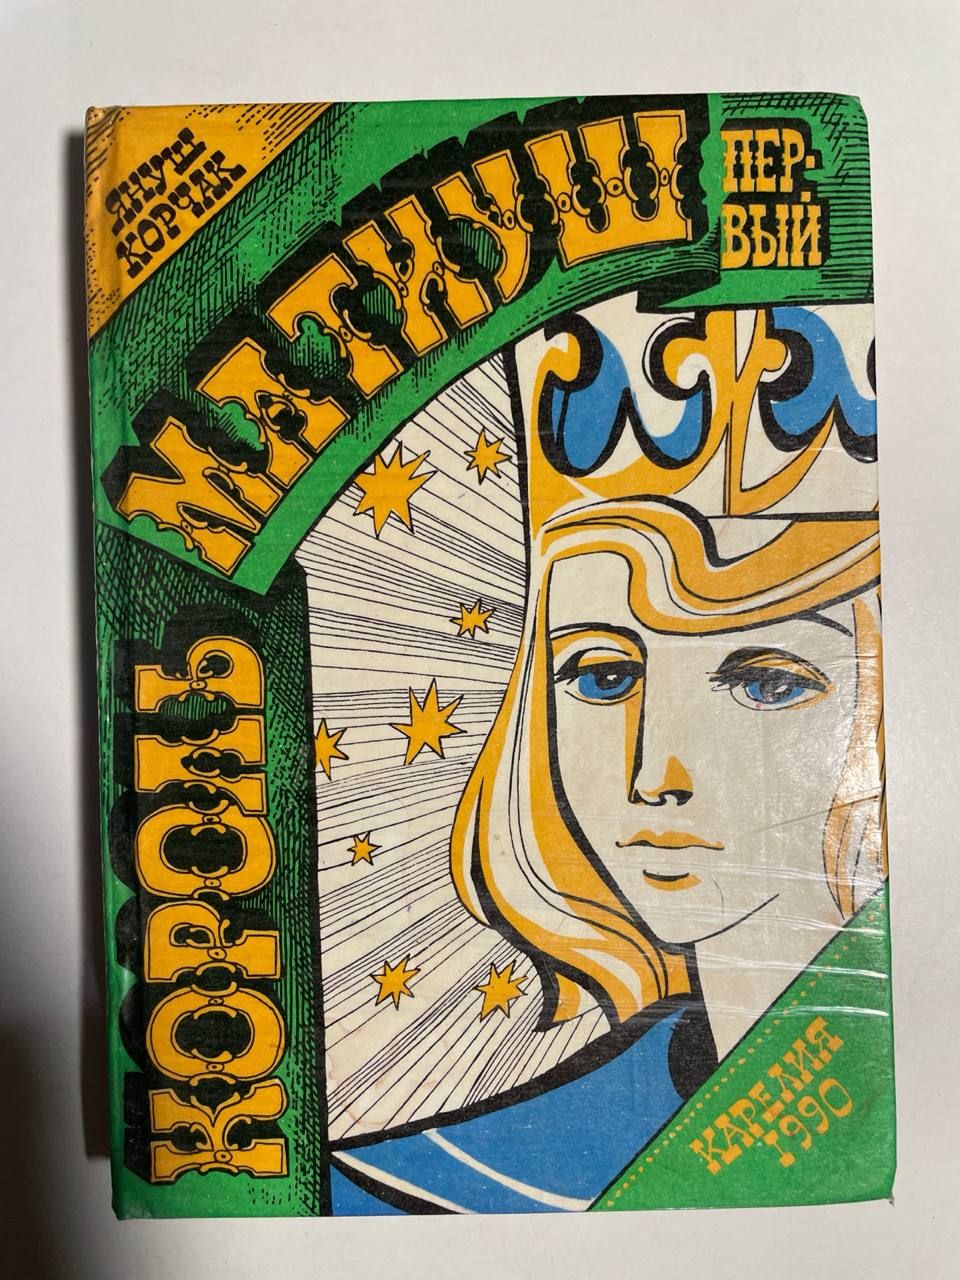 ЯНУШ
КОРЧАК
КОРОЛЬ
МАТИУШ
ПЕР-
ВЫЙ
КАРЕЛИЯ
1990